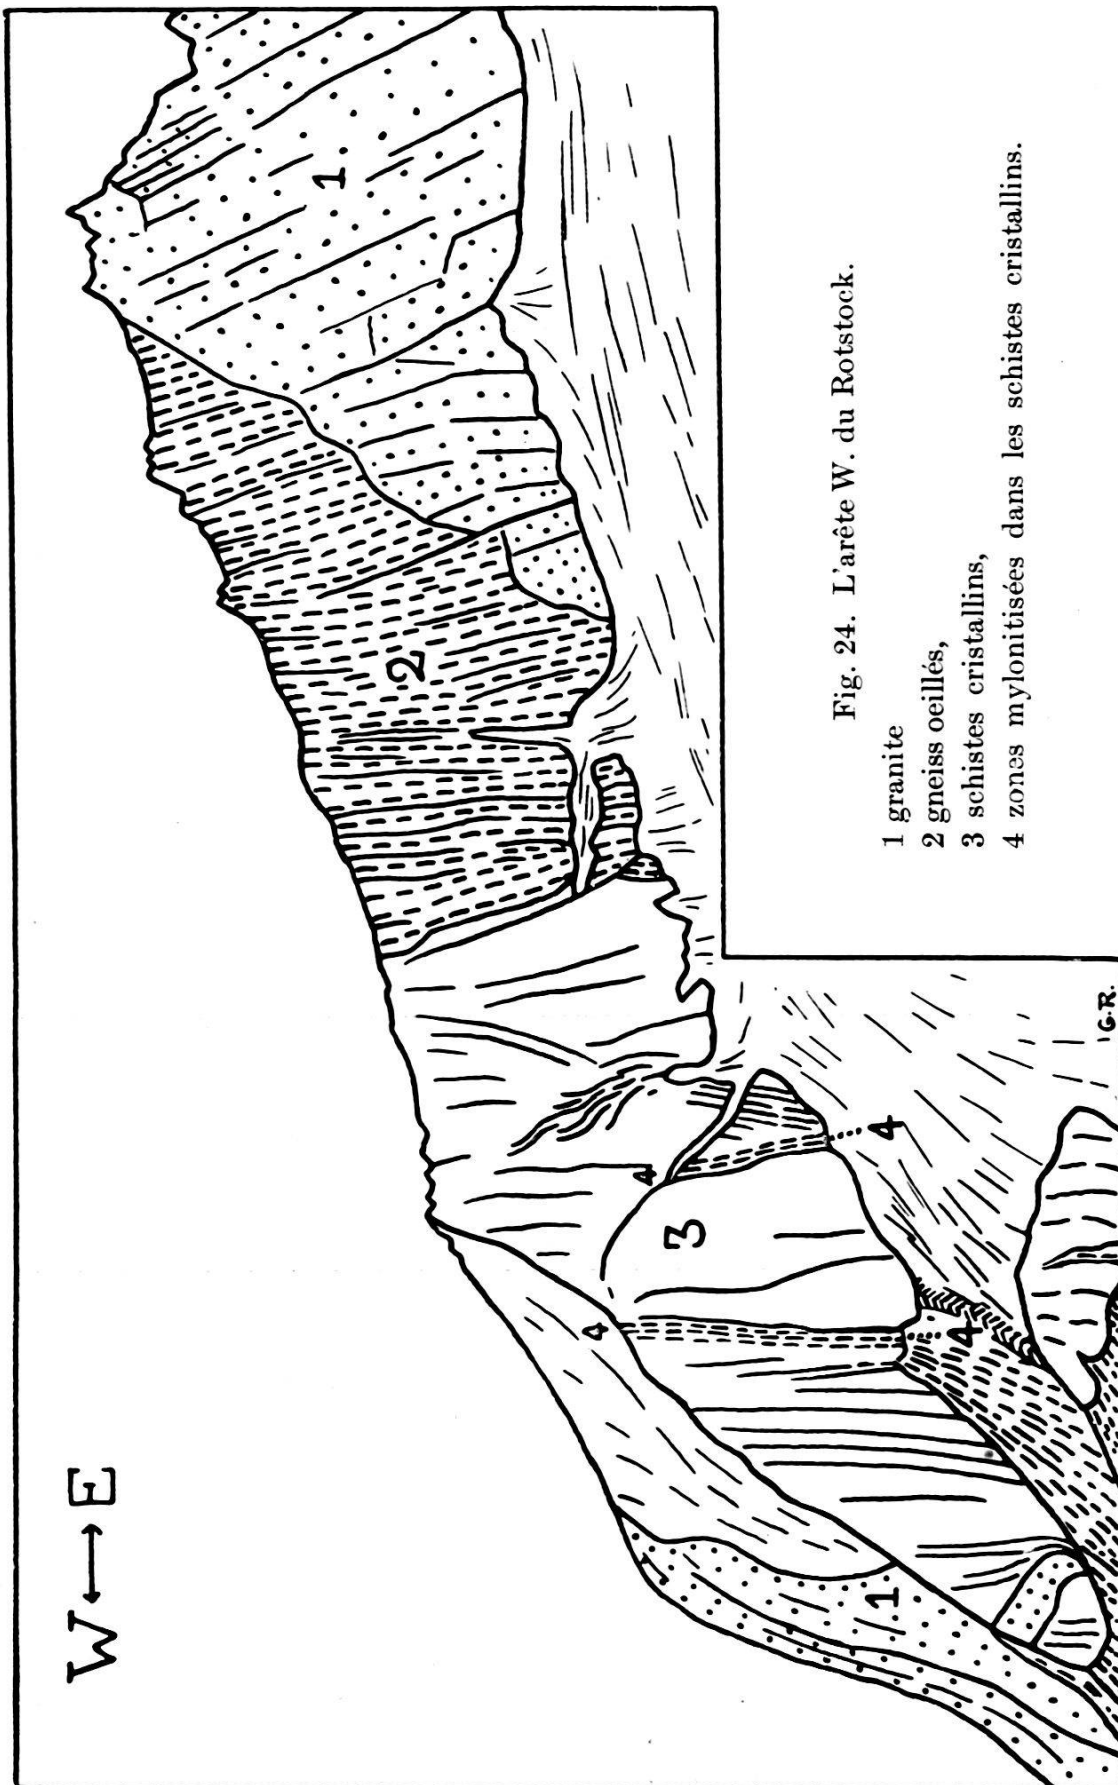 W ←→ E
1
2
3
4
4
4
4
1
G.R.
Fig. 24. L'arête W. du Rotstock.
1 granite
2 gneiss oeillés,
3 schistes cristallins,
4 zones mylonitisées dans les schistes cristallins.